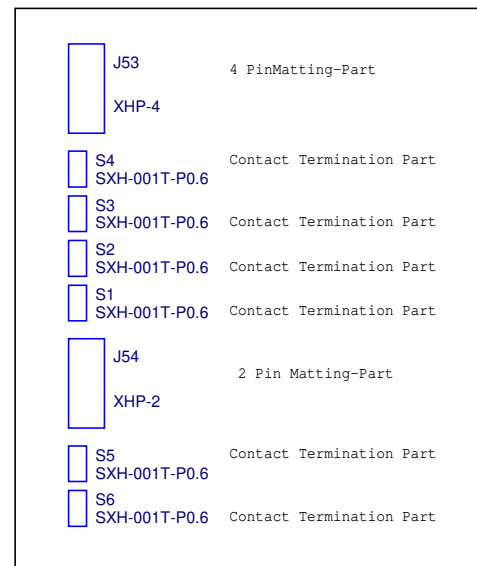 J53
4 PinMatting-Part
XHP-4
S4
Contact Termination Part
SXH-001T-P0.6
S3
SXH-001T-P0.6
Contact Termination Part
S2
SXH-001T-P0.6
Contact Termination Part
S1
SXH-001T-P0.6
Contact Termination Part
J54
2 Pin Matting-Part
XHP-2
S5
Contact Termination Part
SXH-001T-P0.6
S6
SXH-001T-P0.6
Contact Termination Part